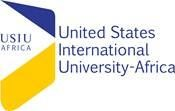 USIU
AFRICA
United States
International
University-Africa